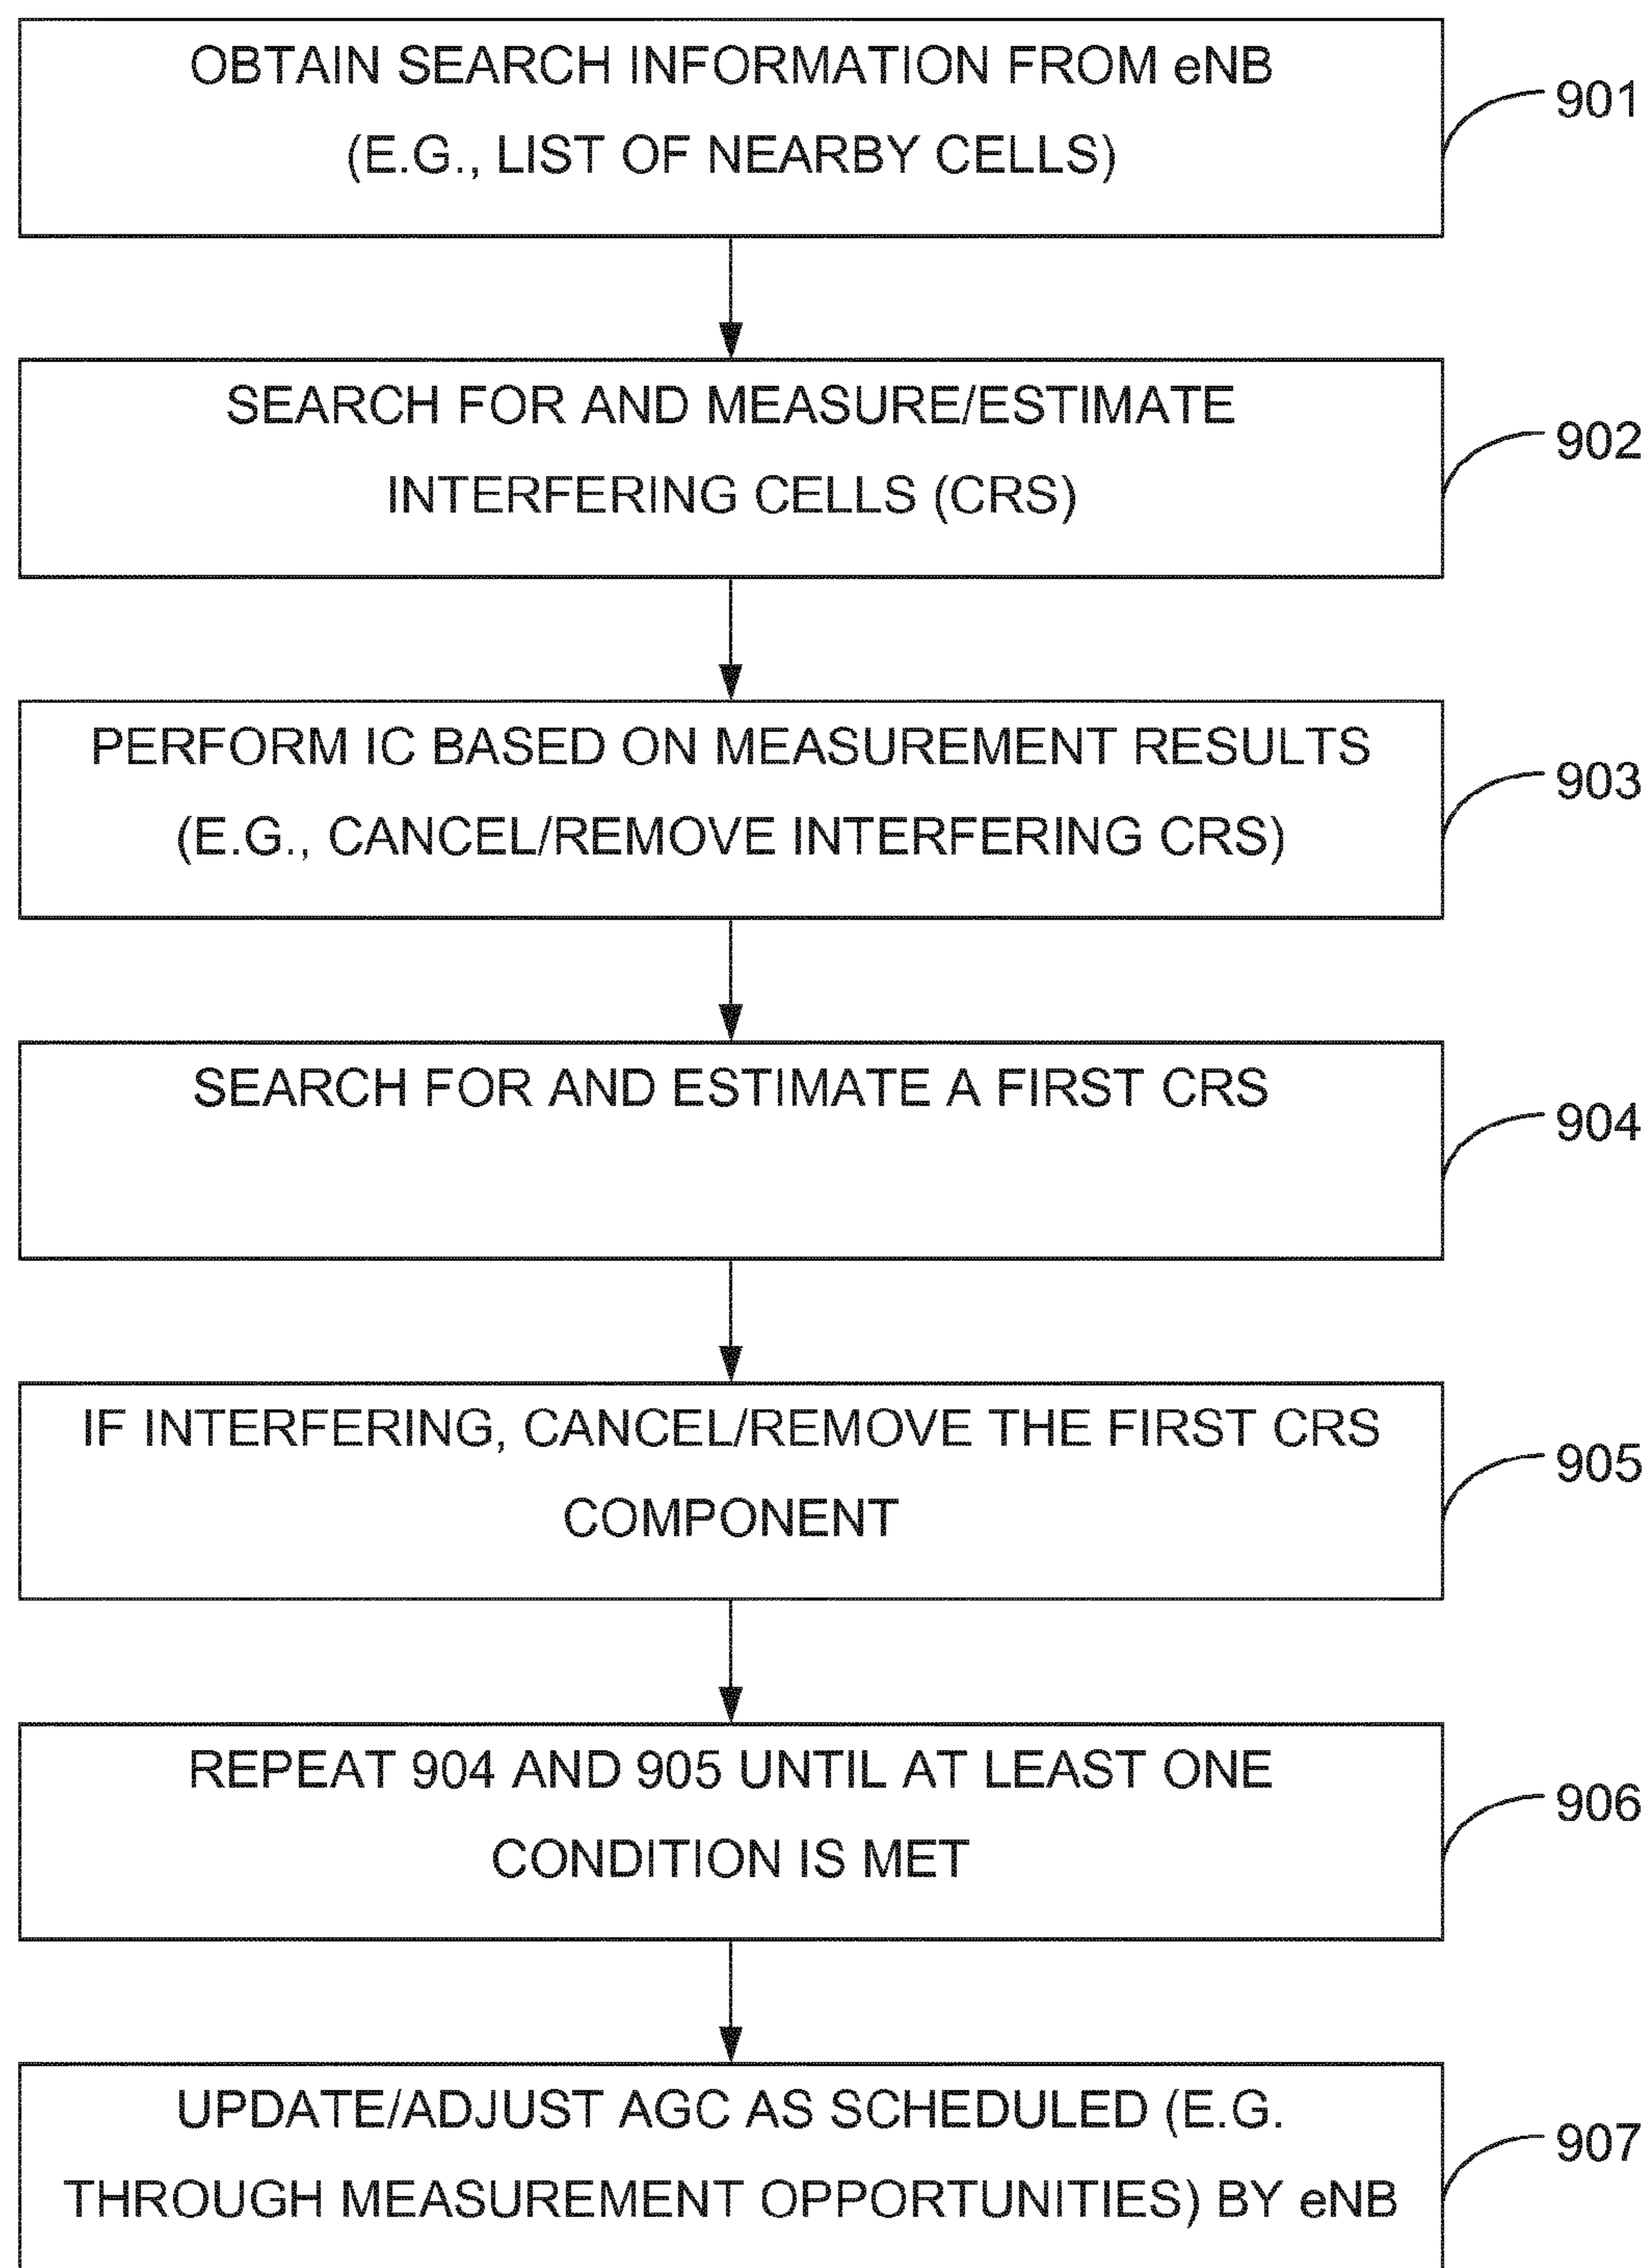 OBTAIN SEARCH INFORMATION FROM eNB
(E.G., LIST OF NEARBY CELLS)
901
SEARCH FOR AND MEASURE/ESTIMATE
INTERFERING CELLS (CRS)
902
PERFORM IC BASED ON MEASUREMENT RESULTS
(E.G., CANCEL/REMOVE INTERFERING CRS)
903
SEARCH FOR AND ESTIMATE A FIRST CRS
904
IF INTERFERING, CANCEL/REMOVE THE FIRST CRS
COMPONENT
905
REPEAT 904 AND 905 UNTIL AT LEAST ONE
CONDITION IS MET
906
UPDATE/ADJUST AGC AS SCHEDULED (E.G.
THROUGH MEASUREMENT OPPORTUNITIES) BY eNB
907